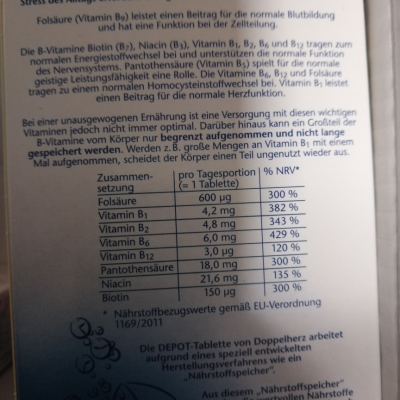 Stress des Alltags
Folsäure (Vitamin B₉) leistet einen Beitrag für die normale Blutbildung
und hat eine Funktion bei der Zellteilung.
Die B-Vitamine Biotin (B₇), Niacin (B₃), Vitamin B₁, B₂, B₆ und B₁₂ tragen zum
normalen Energiestoffwechsel bei und unterstützen die normale Funktion
des Nervensystems. Pantothensäure (Vitamin B₅) spielt für die normale
geistige Leistungsfähigkeit eine Rolle. Die Vitamine B₆, B₁₂ und Folsäure
tragen zu einem normalen Homocysteinstoffwechsel bei. Vitamin B₁ leistet
einen Beitrag für die normale Herzfunktion.
Bei einer unausgewogenen Ernährung ist eine Versorgung mit diesen wichtigen
Vitaminen jedoch nicht immer optimal. Darüber hinaus kann ein Großteil der
B-Vitamine vom Körper nur begrenzt aufgenommen und nicht lange
gespeichert werden. Werden z. B. große Mengen an Vitamin B₁ mit einem
Mal aufgenommen, scheidet der Körper einen Teil ungenutzt wieder aus.
Zusammen- pro Tagesportion % NRV*
setzung (= 1 Tablette)
Folsäure 600 µg 300 %
Vitamin B₁ 4,2 mg 382 %
Vitamin B₂ 4,8 mg 343 %
Vitamin B₆ 6,0 mg 429 %
Vitamin B₁₂ 3,0 µg 120 %
Pantothensäure 18,0 mg 300 %
Niacin 21,6 mg 135 %
Biotin 150 µg 300 %
* Nährstoffbezugswerte gemäß EU-Verordnung
1169/2011
Die DEPOT-Tablette von Doppelherz arbeitet
aufgrund eines speziell entwickelten
Herstellungsverfahrens wie ein
„Nährstoffspeicher".
Aus diesem „Nährstoffspeicher"
Nährstoffe